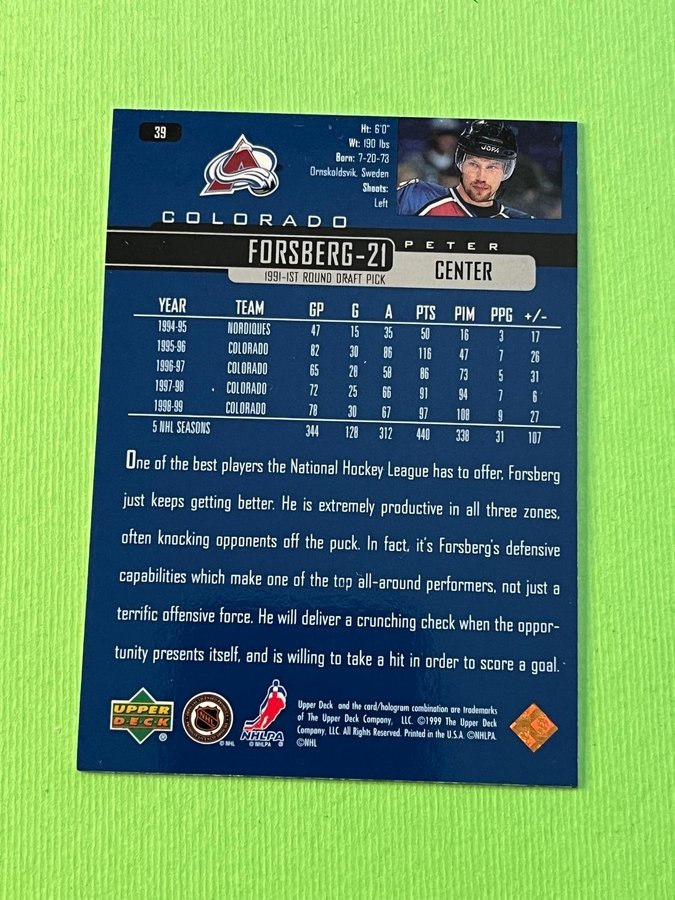 39
Ht: 6'0"
Wt: 190 lbs
Born: 7-20-73
Ornskoldsvik, Sweden
Shoots:
Left
JOFA
COLORADO
FORSBERG-21 PETER
1991-1ST ROUND DRAFT PICK CENTER
YEAR TEAM GP G A PTS PIM PPG +/-
1994-95 NORDIQUES 47 15 35 50 16 3 17
1995-96 COLORADO 82 30 86 116 47 7 26
1996-97 COLORADO 65 28 58 86 73 5 31
1997-98 COLORADO 72 25 66 91 94 7 6
1998-99 COLORADO 78 30 67 97 108 9 27
5 NHL SEASONS 344 128 312 440 338 31 107
One of the best players the National Hockey League has to offer, Forsberg
just keeps getting better. He is extremely productive in all three zones,
often knocking opponents off the puck. In fact, it's Forsberg's defensive
capabilities which make one of the top all-around performers, not just a
terrific offensive force. He will deliver a crunching check when the oppor-
tunity presents itself, and is willing to take a hit in order to score a goal.
UPPER
DECK
®
NHL
©NHL
NHLPA
©NHLPA
Upper Deck and the card/hologram combination are trademarks
of The Upper Deck Company, LLC. ©1999 The Upper Deck
Company, LLC. All Rights Reserved. Printed in the U.S.A. ©NHLPA.
©NHL